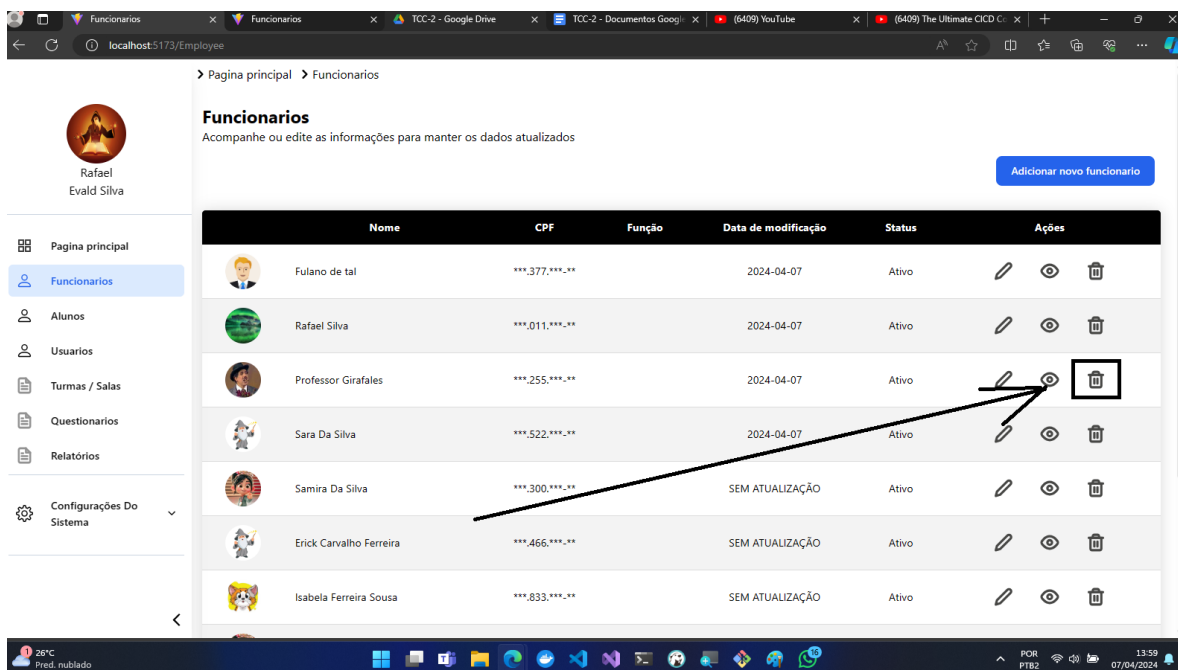 Funcionarios
Funcionarios
TCC-2 - Google Drive
TCC-2 - Documentos Googl
(6409) YouTube
(6409) The Ultimate CICD Co
localhost:5173/Employee
Pagina principal Funcionarios
Funcionarios
Acompanhe ou edite as informações para manter os dados atualizados
Rafael
Evald Silva
Adicionar novo funcionario
Pagina principal
Funcionarios
Alunos
Usuarios
Turmas / Salas
Questionarios
Relatórios
Configurações Do
Sistema
Nome CPF Função Data de modificação Status Ações
Fulano de tal ***.377.***-** 2024-04-07 Ativo
Rafael Silva ***.011.***-** 2024-04-07 Ativo
Professor Girafales ***.255.***-** 2024-04-07 Ativo
Sara Da Silva ***.522.***-** 2024-04-07 Ativo
Samira Da Silva ***.300.***-** SEM ATUALIZAÇÃO Ativo
Erick Carvalho Ferreira ***.466.***-** SEM ATUALIZAÇÃO Ativo
Isabela Ferreira Sousa ***.833.***-** SEM ATUALIZAÇÃO Ativo
1
26°C
Pred. nublado
16
POR
PTB2
13:59
07/04/2024